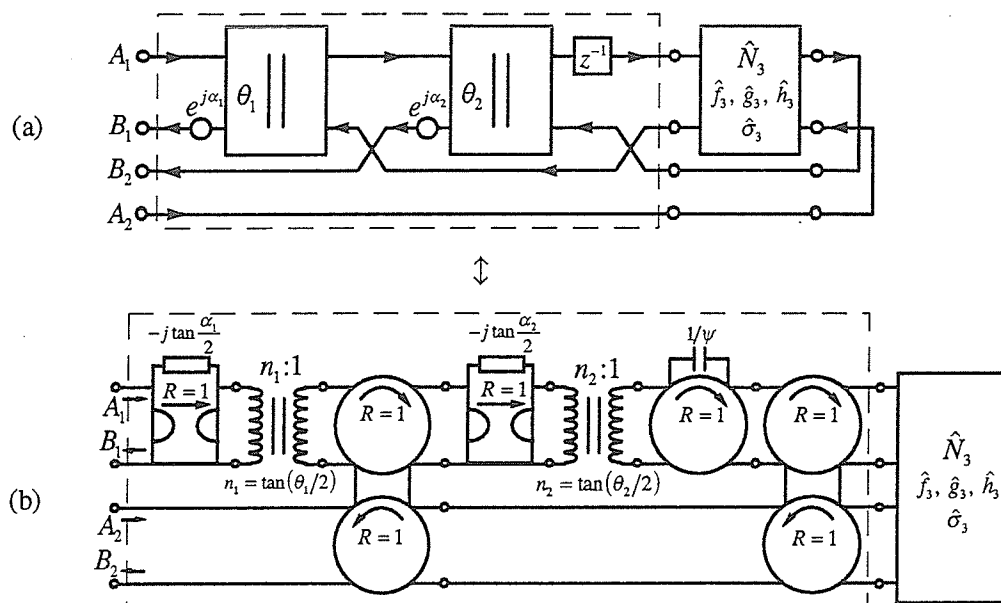 (a)
A₁
B₁
B₂
A₂
e^{jα₁}
θ₁
e^{jα₂}
θ₂
z⁻¹
N̂₃
f̂₃, ĝ₃, ĥ₃
σ̂₃
↕
(b)
-j tan α₁/2
R=1
n₁:1
n₁ = tan(θ₁/2)
R=1
R=1
-j tan α₂/2
R=1
n₂:1
n₂ = tan(θ₂/2)
1/ψ
R=1
R=1
R=1
A₁
B₁
A₂
B₂
N̂₃
f̂₃, ĝ₃, ĥ₃
σ̂₃